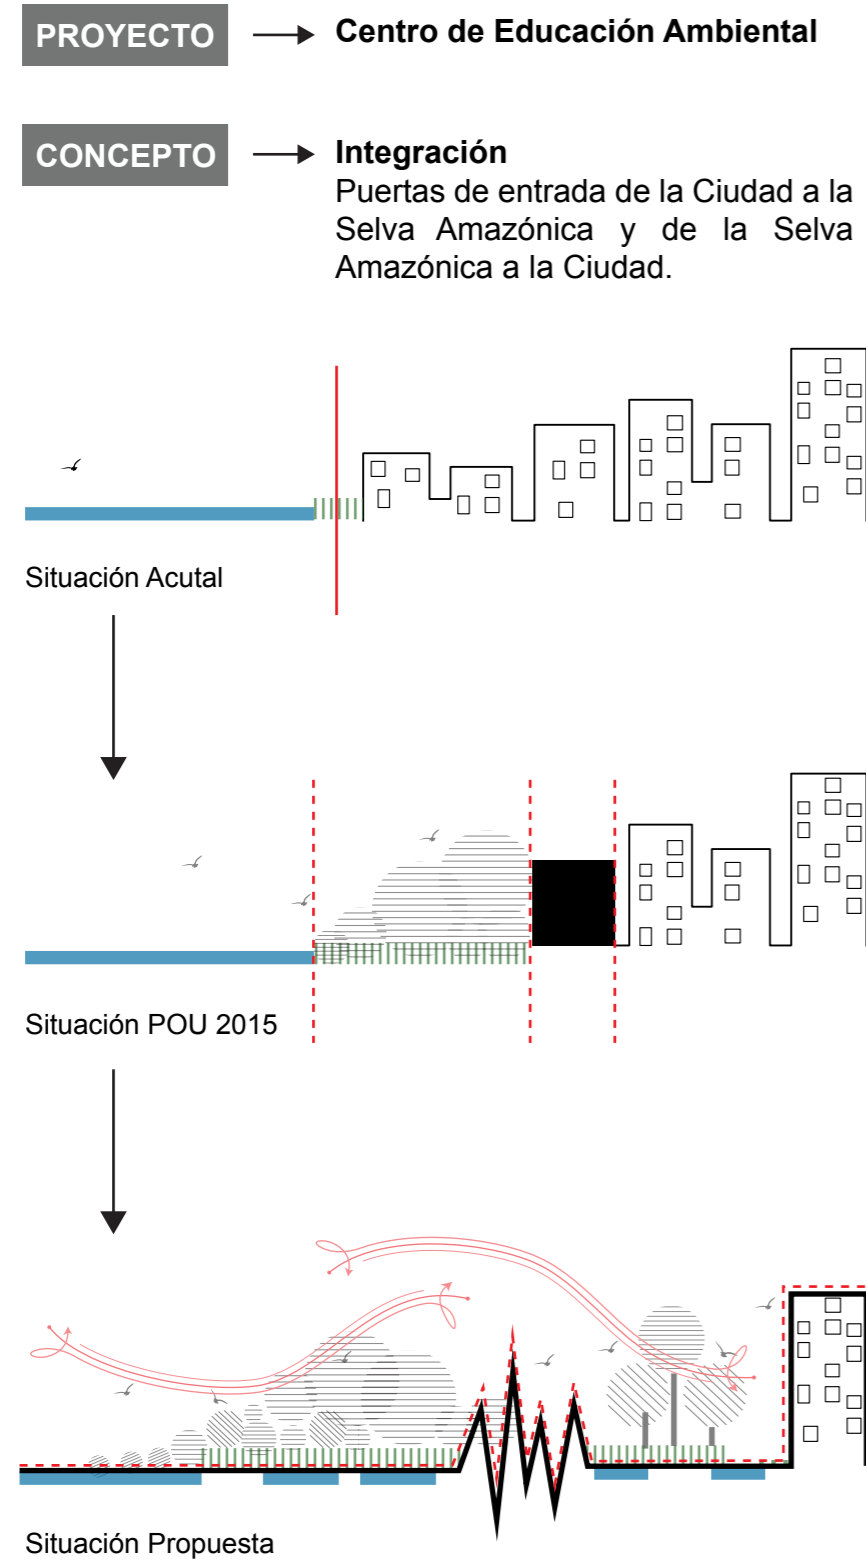 PROYECTO
Centro de Educación Ambiental
CONCEPTO
Integración
Puertas de entrada de la Ciudad a la
Selva Amazónica y de la Selva
Amazónica a la Ciudad.
Situación Acutal
Situación POU 2015
Situación Propuesta